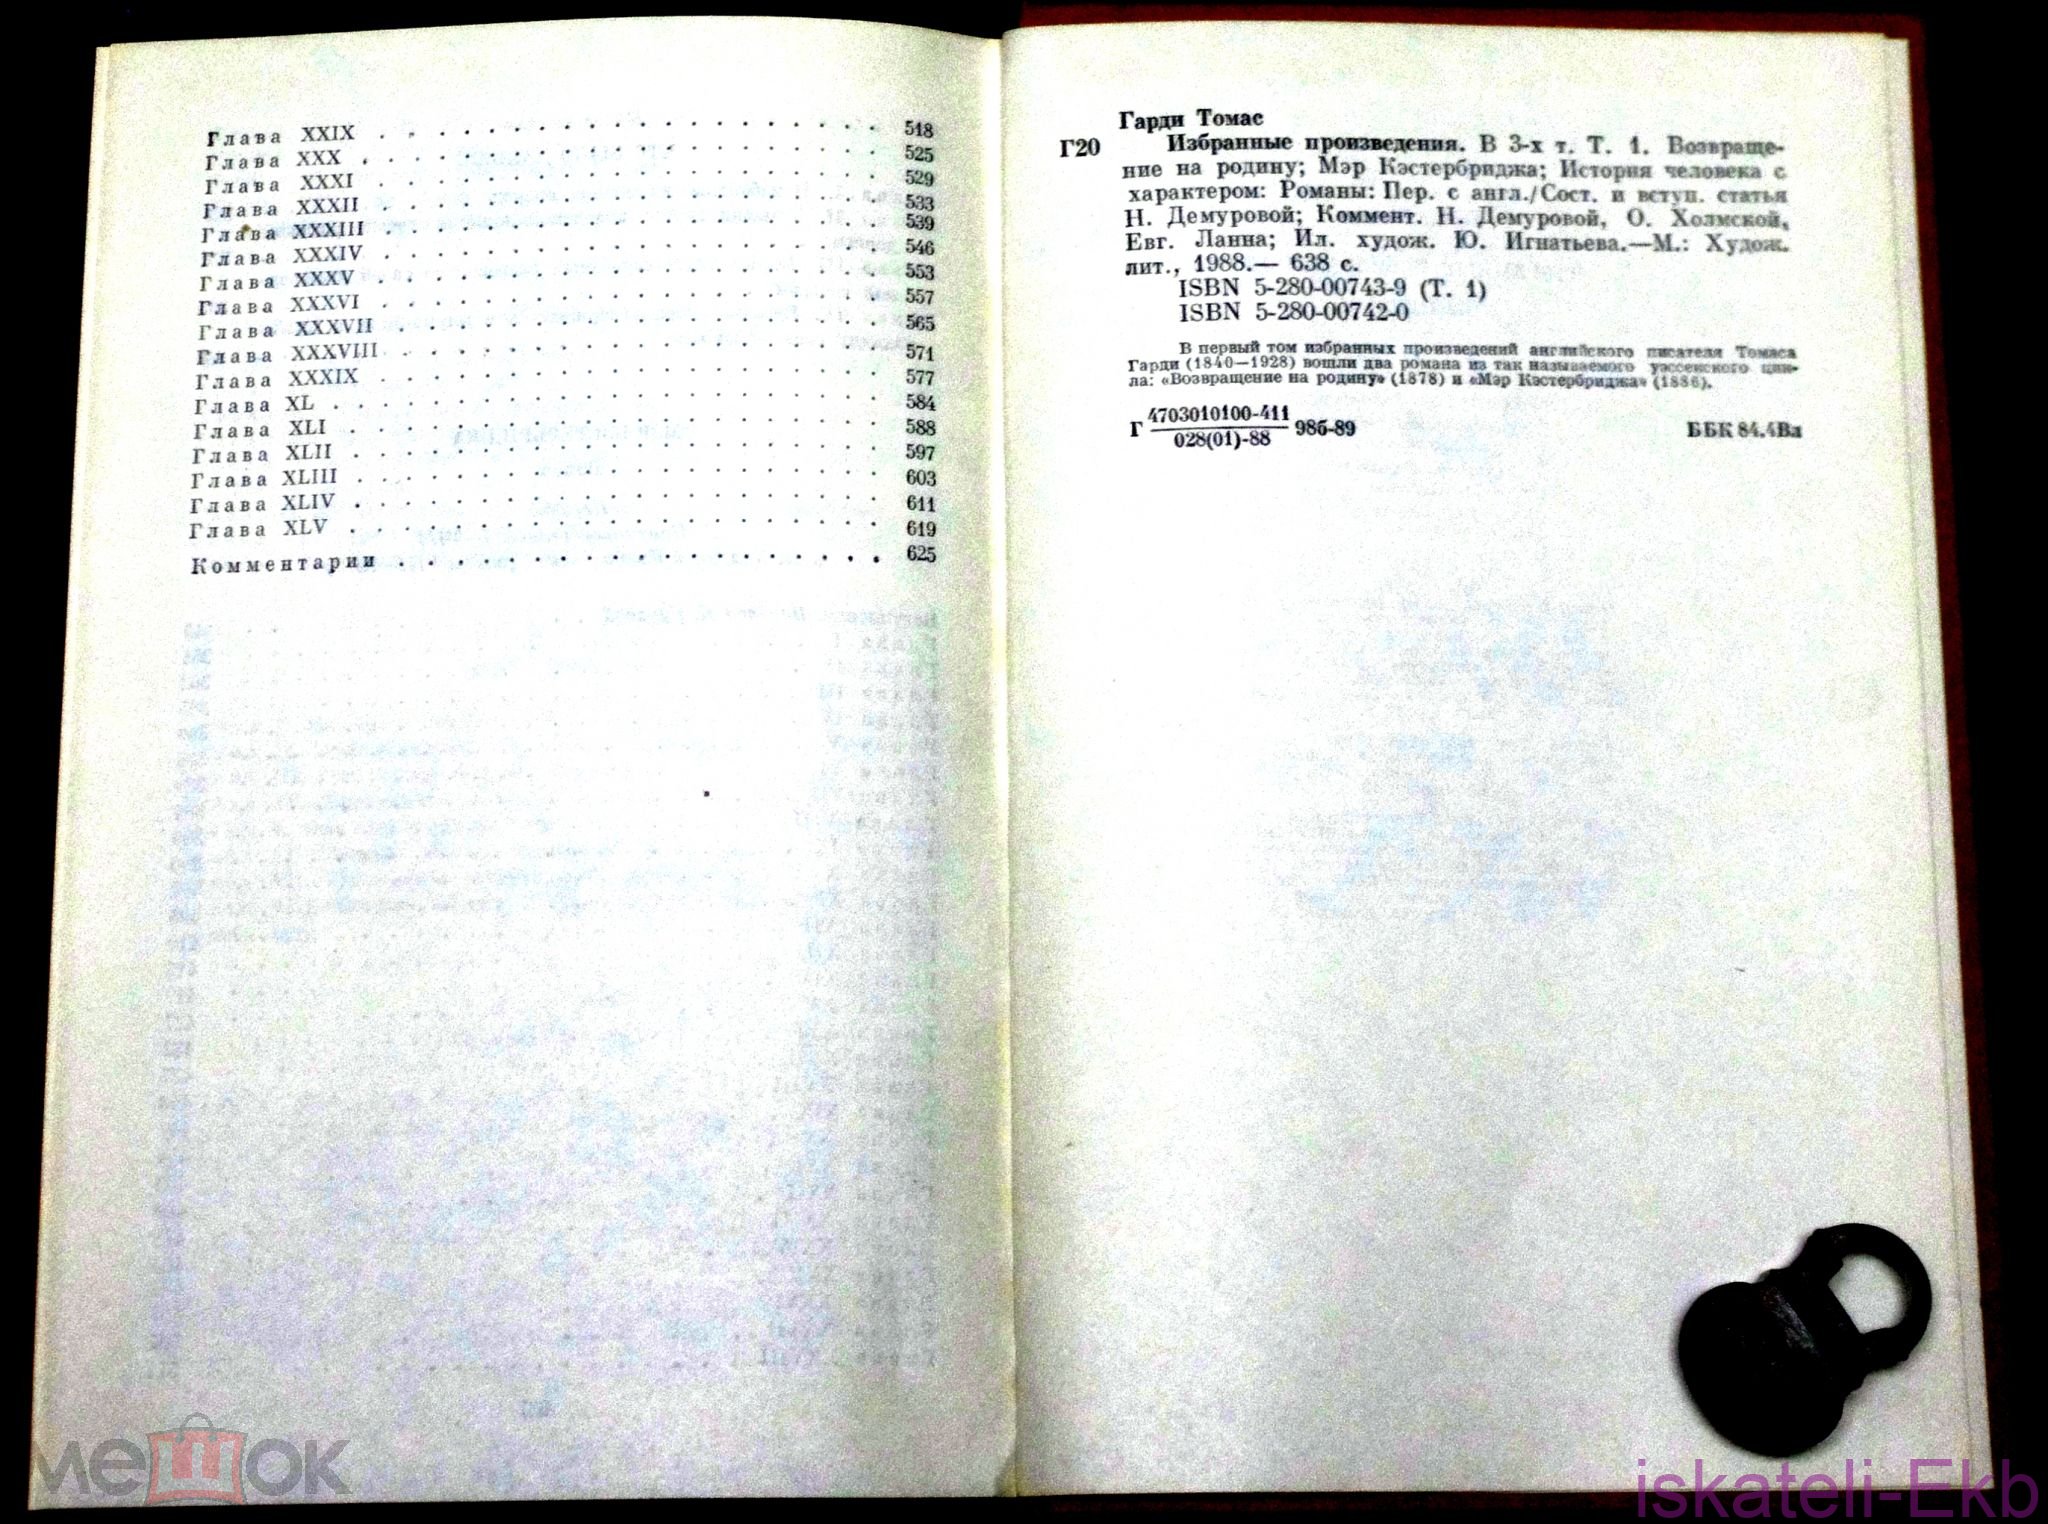 Глава XXIX . . . . . . . . . . . . . . . . . . . . 518
Глава XXX . . . . . . . . . . . . . . . . . . . . 525
Глава XXXI . . . . . . . . . . . . . . . . . . . . 529
Глава XXXII . . . . . . . . . . . . . . . . . . . . 533
Глава XXXIII . . . . . . . . . . . . . . . . . . . . 539
Глава XXXIV . . . . . . . . . . . . . . . . . . . . 546
Глава XXXV . . . . . . . . . . . . . . . . . . . . 553
Глава XXXVI . . . . . . . . . . . . . . . . . . . . 557
Глава XXXVII . . . . . . . . . . . . . . . . . . . . 565
Глава XXXVIII . . . . . . . . . . . . . . . . . . . . 571
Глава XXXIX . . . . . . . . . . . . . . . . . . . . 577
Глава XL . . . . . . . . . . . . . . . . . . . . 584
Глава XLI . . . . . . . . . . . . . . . . . . . . 588
Глава XLII . . . . . . . . . . . . . . . . . . . . 597
Глава XLIII . . . . . . . . . . . . . . . . . . . . 603
Глава XLIV . . . . . . . . . . . . . . . . . . . . 611
Глава XLV . . . . . . . . . . . . . . . . . . . . 619
Комментарии . . . . . . . . . . . . . . . . . . 625
Гарди Томас
Г20 Избранные произведения. В 3-х т. Т. 1. Возвраще-
ние на родину; Мэр Кэстербриджа; История человека с
характером: Романы: Пер. с англ./Сост. и вступ. статья
Н. Демуровой; Коммент. Н. Демуровой, О. Холмской,
Евг. Ланна; Ил. худож. Ю. Игнатьева.—М.: Худож.
лит., 1988.— 638 с.
ISBN 5-280-00743-9 (Т. 1)
ISBN 5-280-00742-0
В первый том избранных произведений английского писателя Томаса
Гарди (1840—1928) вошли два романа из так называемого уэссекского цик-
ла: «Возвращение на родину» (1878) и «Мэр Кэстербриджа» (1886).
Г 4703010100-411
028(01)-88 98б-89 ББК 84.4Вл
мешок
iskateli-Ekb